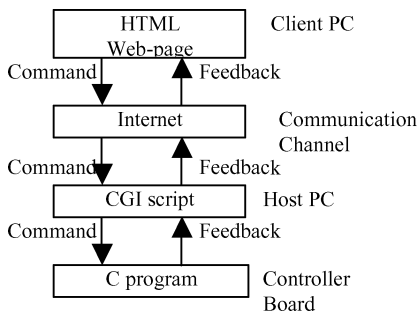 HTML Client PC
Web-page
Command Feedback
Internet Communication
Channel
Command Feedback
CGI script Host PC
Command Feedback
C program Controller
Board